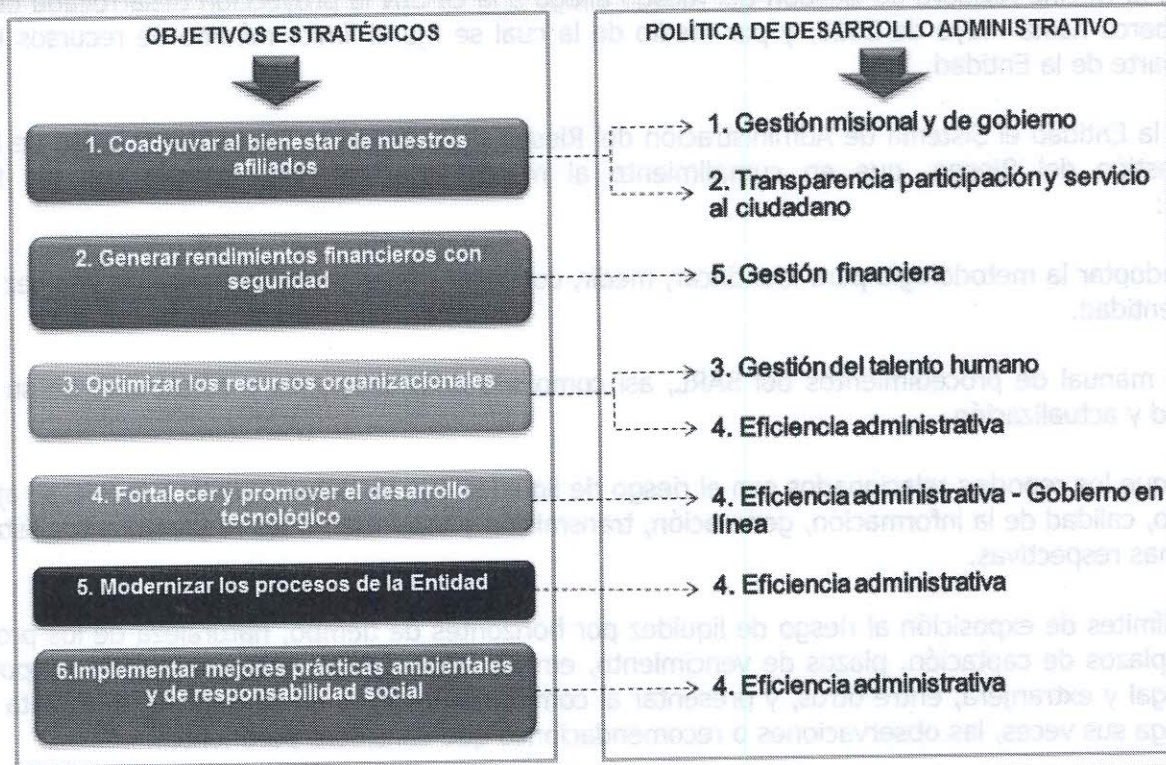 OBJETIVOS ESTRATÉGICOS
1. Coadyuvar al bienestar de nuestros
afiliados
2. Generar rendimientos financieros con
seguridad
3. Optimizar los recursos organizacionales
4. Fortalecer y promover el desarrollo
tecnológico
5. Modernizar los procesos de la Entidad
6.Implementar mejores prácticas ambientales
y de responsabilidad social
POLÍTICA DE DESARROLLO ADMINISTRATIVO
1. Gestión misional y de gobierno
2. Transparencia participación y servicio
al ciudadano
5. Gestión financiera
3. Gestión del talento humano
4. Eficiencia administrativa
4. Eficiencia administrativa - Gobierno en
línea
4. Eficiencia administrativa
4. Eficiencia administrativa